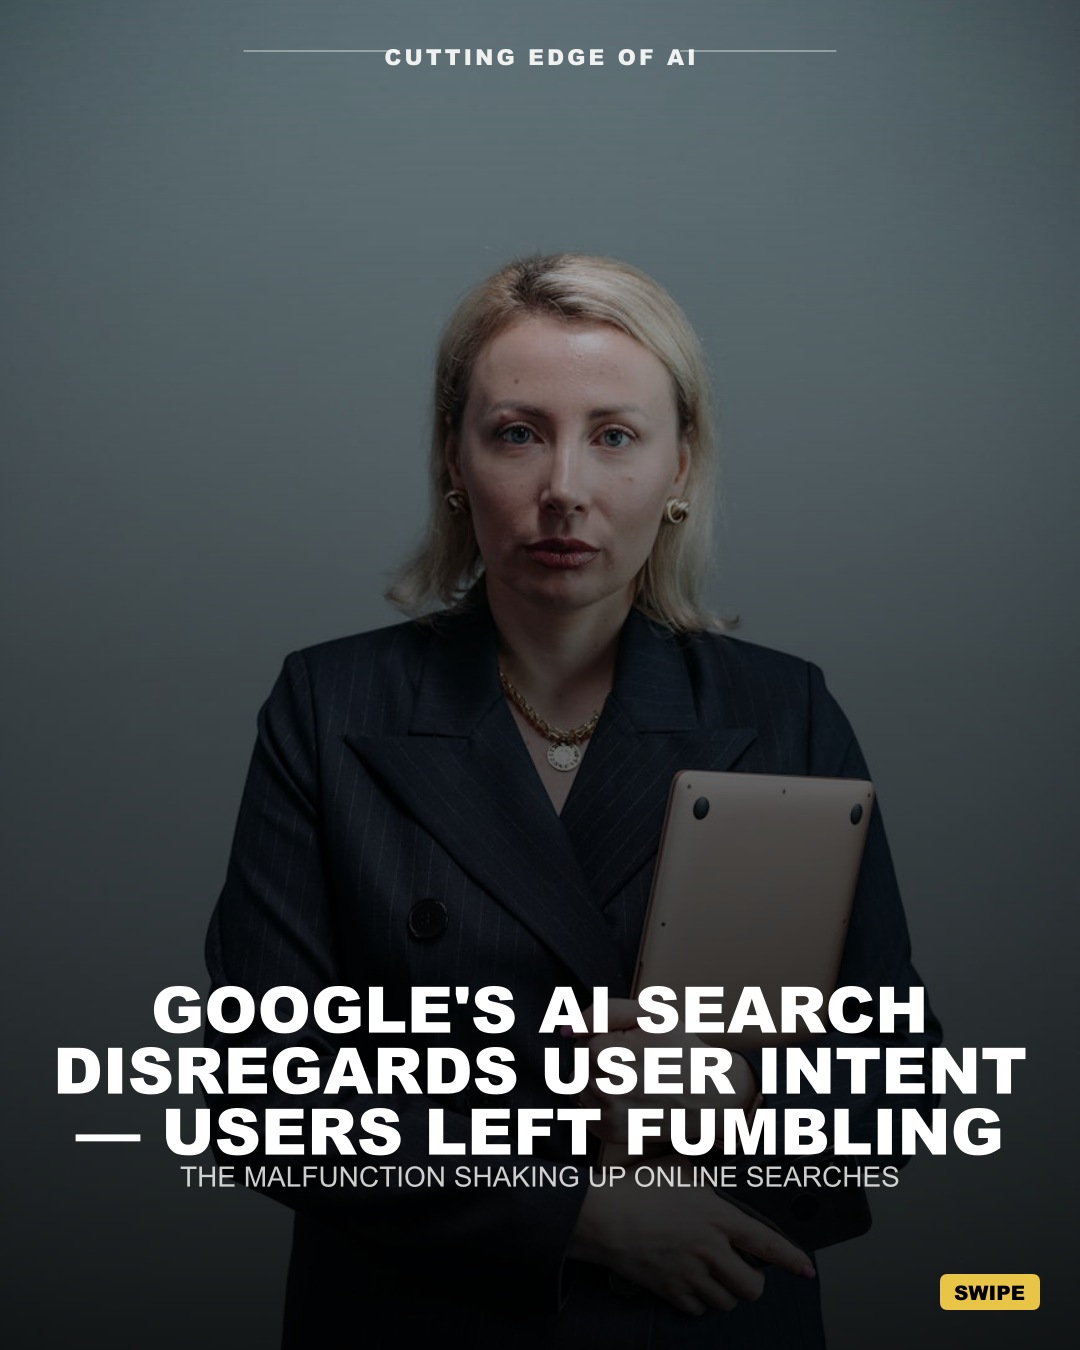 CUTTING EDGE OF AI
GOOGLE'S AI SEARCH
DISREGARDS USER INTENT
— USERS LEFT FUMBLING
THE MALFUNCTION SHAKING UP ONLINE SEARCHES
SWIPE